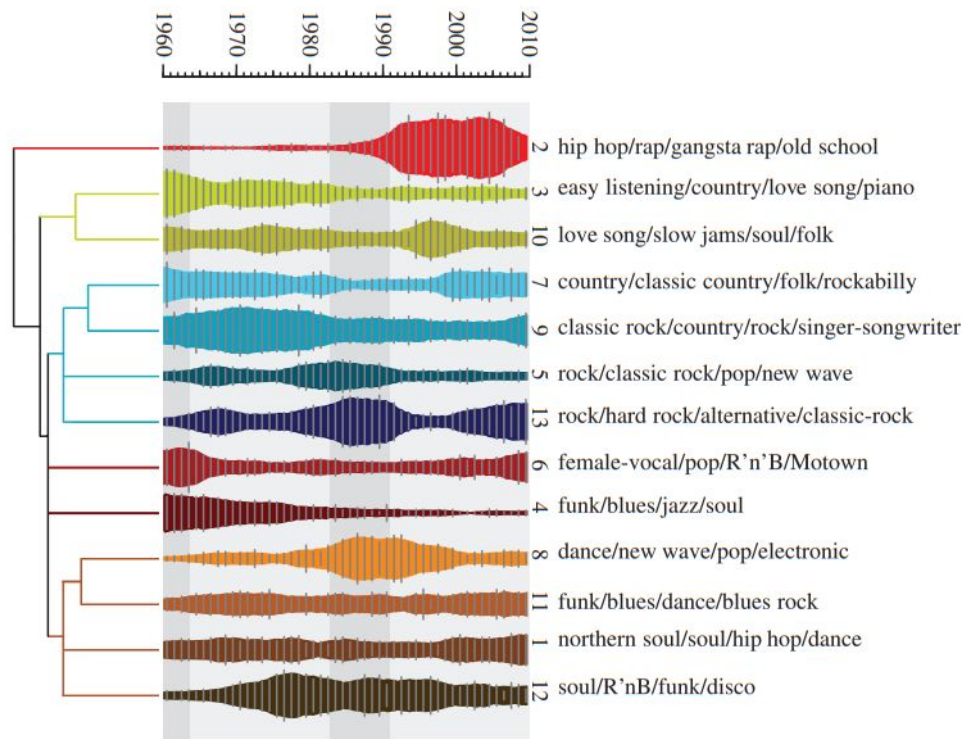 1960 1970 1980 1990 2000 2010
2 hip hop/rap/gangsta rap/old school
3 easy listening/country/love song/piano
10 love song/slow jams/soul/folk
7 country/classic country/folk/rockabilly
9 classic rock/country/rock/singer-songwriter
5 rock/classic rock/pop/new wave
13 rock/hard rock/alternative/classic-rock
6 female-vocal/pop/R’n’B/Motown
4 funk/blues/jazz/soul
8 dance/new wave/pop/electronic
11 funk/blues/dance/blues rock
1 northern soul/soul/hip hop/dance
12 soul/R’nB/funk/disco